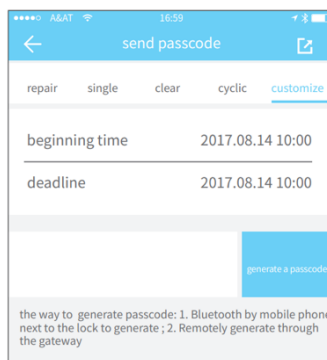 A&AT 16:59
send passcode
repair single clear cyclic customize
beginning time 2017.08.14 10:00
deadline 2017.08.14 10:00
generate a passcode
the way to generate passcode: 1. Bluetooth by mobile phone
next to the lock to generate ; 2. Remotely generate through
the gateway